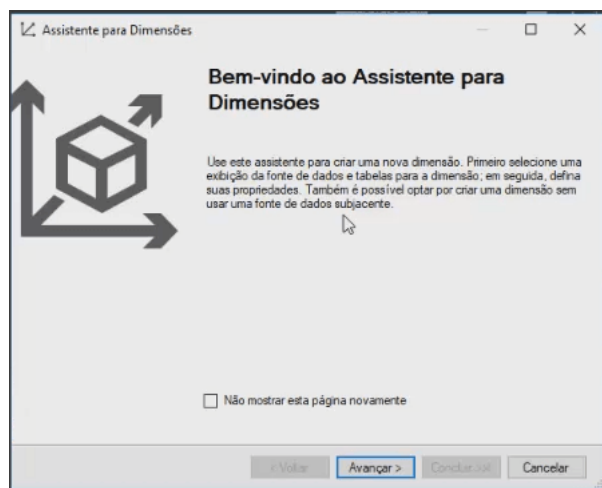 Assistente para Dimensões
Bem-vindo ao Assistente para
Dimensões
Use este assistente para criar uma nova dimensão. Primeiro selecione uma
exibição da fonte de dados e tabelas para a dimensão; em seguida, defina
suas propriedades. Também é possível optar por criar uma dimensão sem
usar uma fonte de dados subjacente.
Não mostrar esta página novamente
< Voltar Avançar > Concluir >>| Cancelar